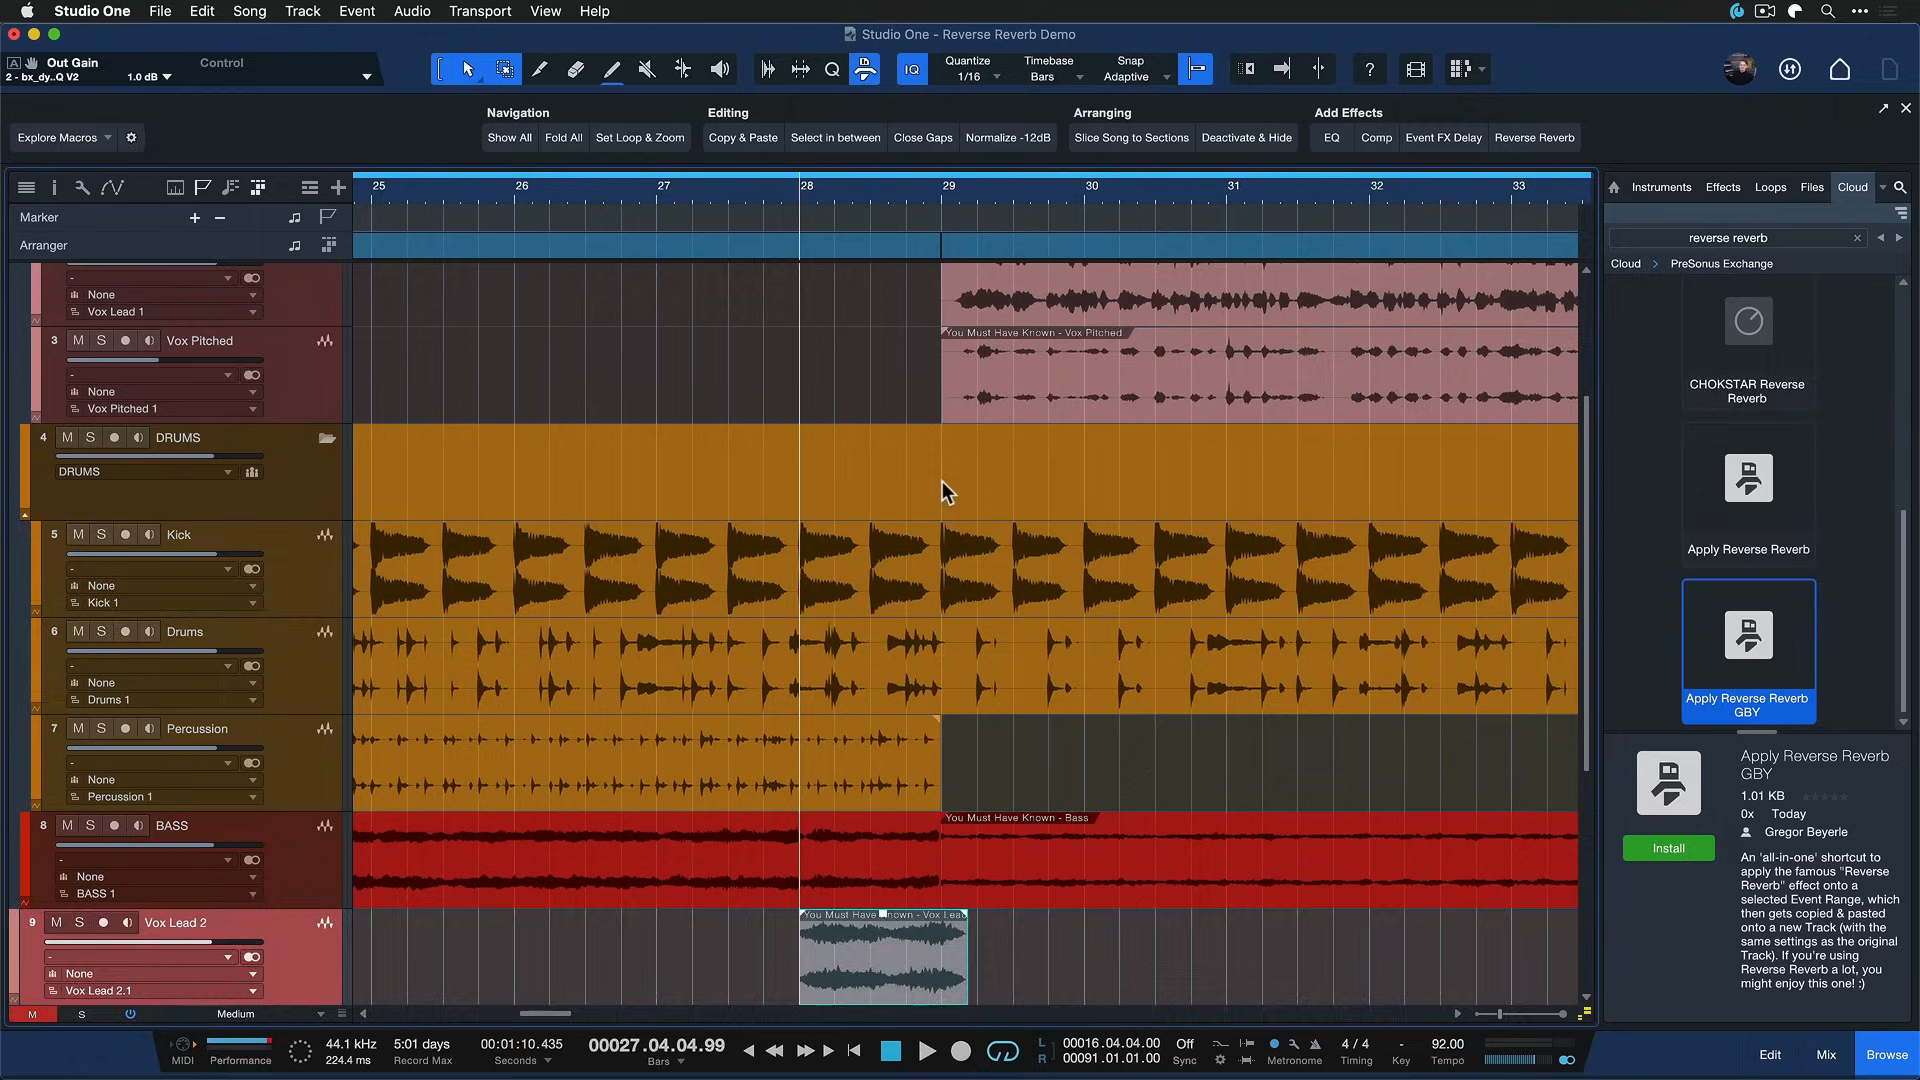 Studio One File Edit Song Track Event Audio Transport View Help
Studio One - Reverse Reverb Demo
A Out Gain Control
2 - bx_dy..Q V2 1.0 dB
IQ Quantize Timebase Snap
1/16 Bars Adaptive
?
Navigation Editing Arranging Add Effects
Explore Macros Show All Fold All Set Loop & Zoom Copy & Paste Select in between Close Gaps Normalize -12dB Slice Song to Sections Deactivate & Hide EQ Comp Event FX Delay Reverse Reverb
25 26 27 28 29 30 31 32 33
Marker
Arranger
-
None
Vox Lead 1
3 M S Vox Pitched
-
None
Vox Pitched 1
You Must Have Known - Vox Pitched
4 M S DRUMS
DRUMS
5 M S Kick
-
None
Kick 1
6 M S Drums
-
None
Drums 1
7 M S Percussion
-
None
Percussion 1
8 M S BASS
-
None
BASS 1
You Must Have Known - Bass
9 M S Vox Lead 2
-
None
Vox Lead 2.1
You Must Have Known - Vox Lead
M S Medium
Instruments Effects Loops Files Cloud
reverse reverb
Cloud > PreSonus Exchange
CHOKSTAR Reverse
Reverb
Apply Reverse Reverb
Apply Reverse Reverb
GBY
Apply Reverse Reverb
GBY
1.01 KB
0x Today
Gregor Beyerle
Install
An 'all-in-one' shortcut to
apply the famous "Reverse
Reverb" effect onto a
selected Event Range, which
then gets copied & pasted
onto a new Track (with the
same settings as the original
Track). If you're using
Reverse Reverb a lot, you
might enjoy this one! :)
MIDI Performance
44.1 kHz 5:01 days 00:01:10.435 00027.04.04.99
224.4 ms Record Max Seconds Bars
L 00016.04.04.00 Off 4 / 4 - 92.00
R 00091.01.01.00 Sync Metronome Timing Key Tempo
Edit Mix Browse